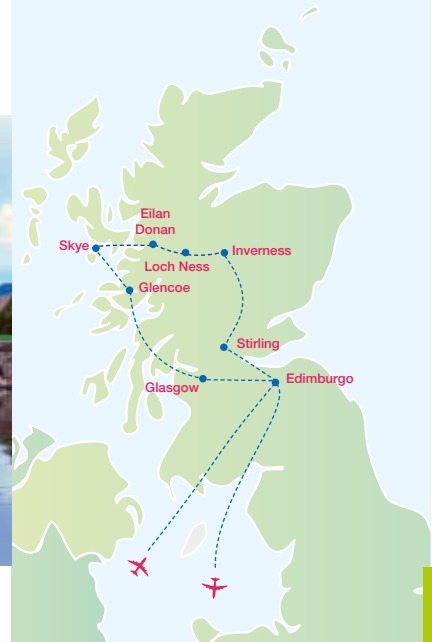 Eilan
Donan
Skye
Inverness
Loch Ness
Glencoe
Stirling
Edimburgo
Glasgow